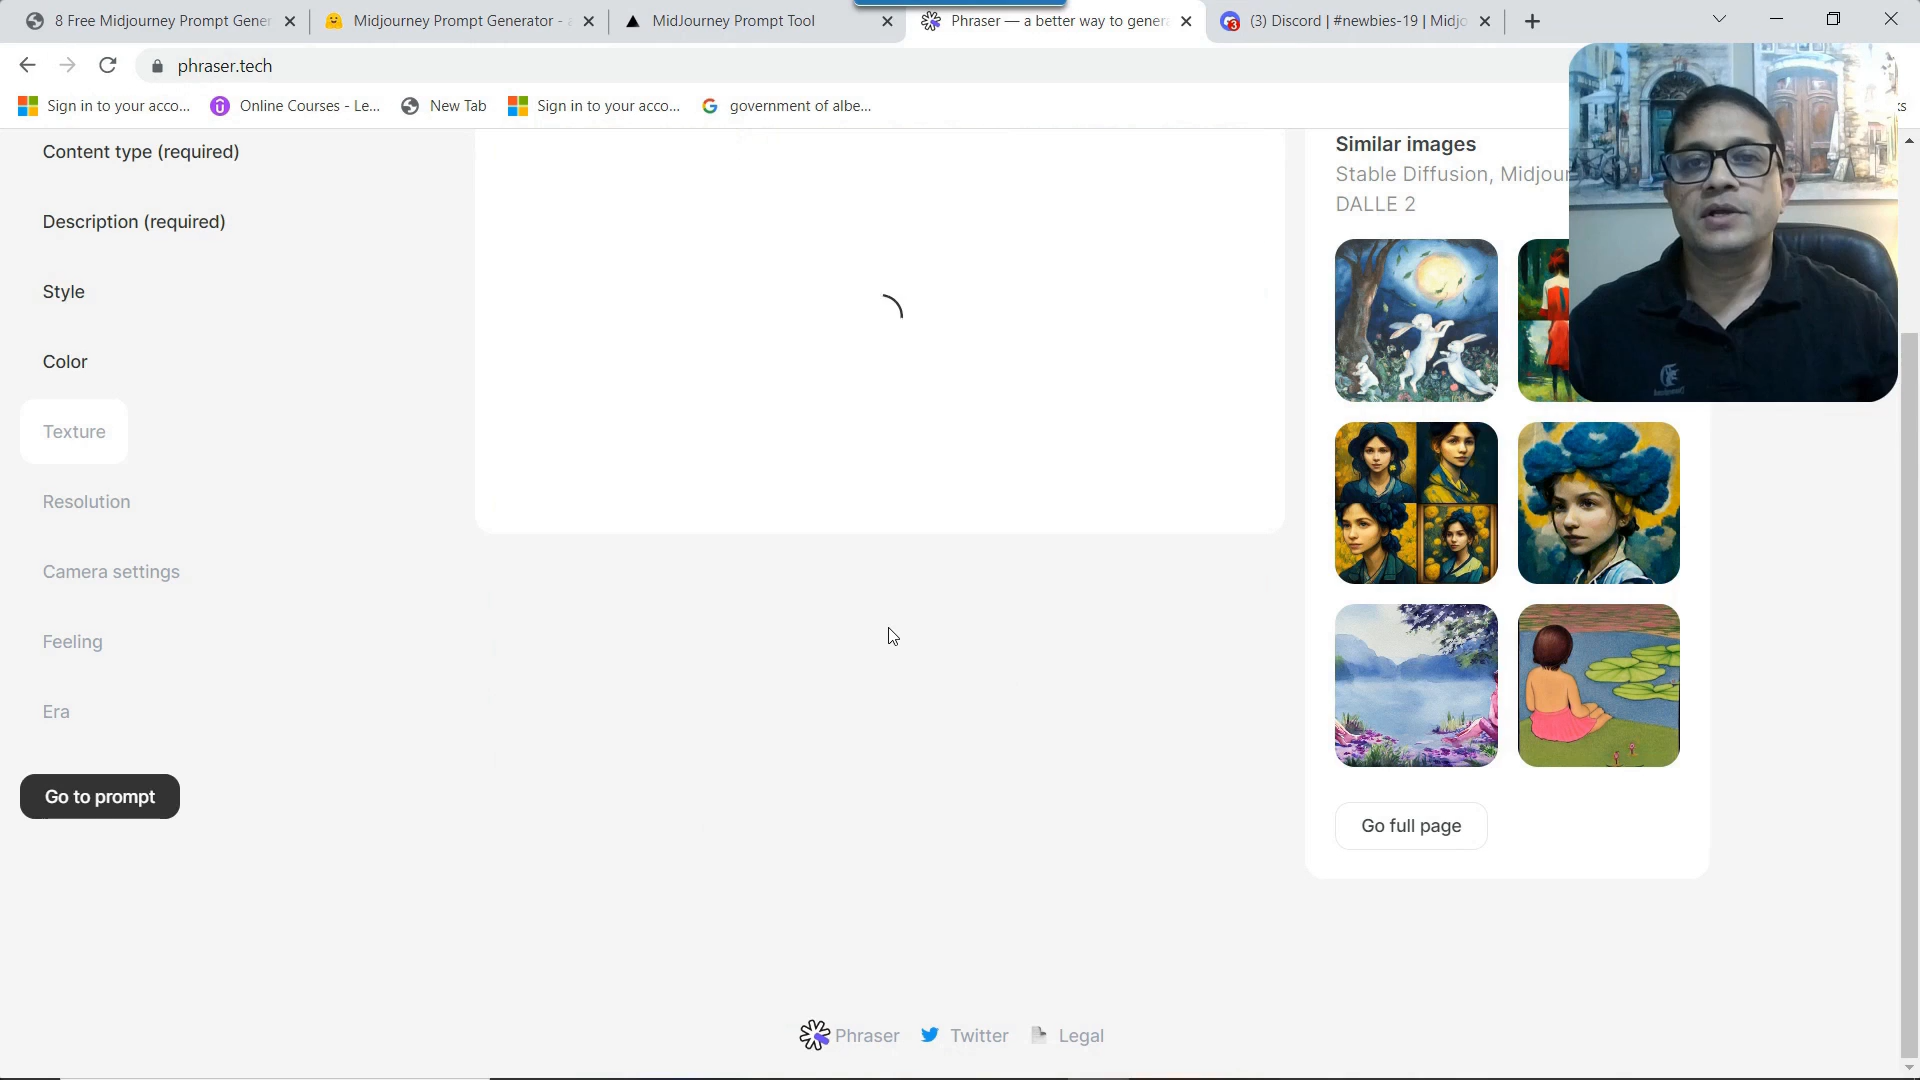 8 Free Midjourney Prompt Gener
Midjourney Prompt Generator - a
MidJourney Prompt Tool
Phraser — a better way to genera
(3) Discord | #newbies-19 | Midjo
phraser.tech
Sign in to your acco...
Online Courses - Le...
New Tab
Sign in to your acco...
government of albe...
ks
Content type (required)
Description (required)
Style
Color
Texture
Resolution
Camera settings
Feeling
Era
Go to prompt
Similar images
Stable Diffusion, Midjour
DALLE 2
Go full page
Phraser
Twitter
Legal